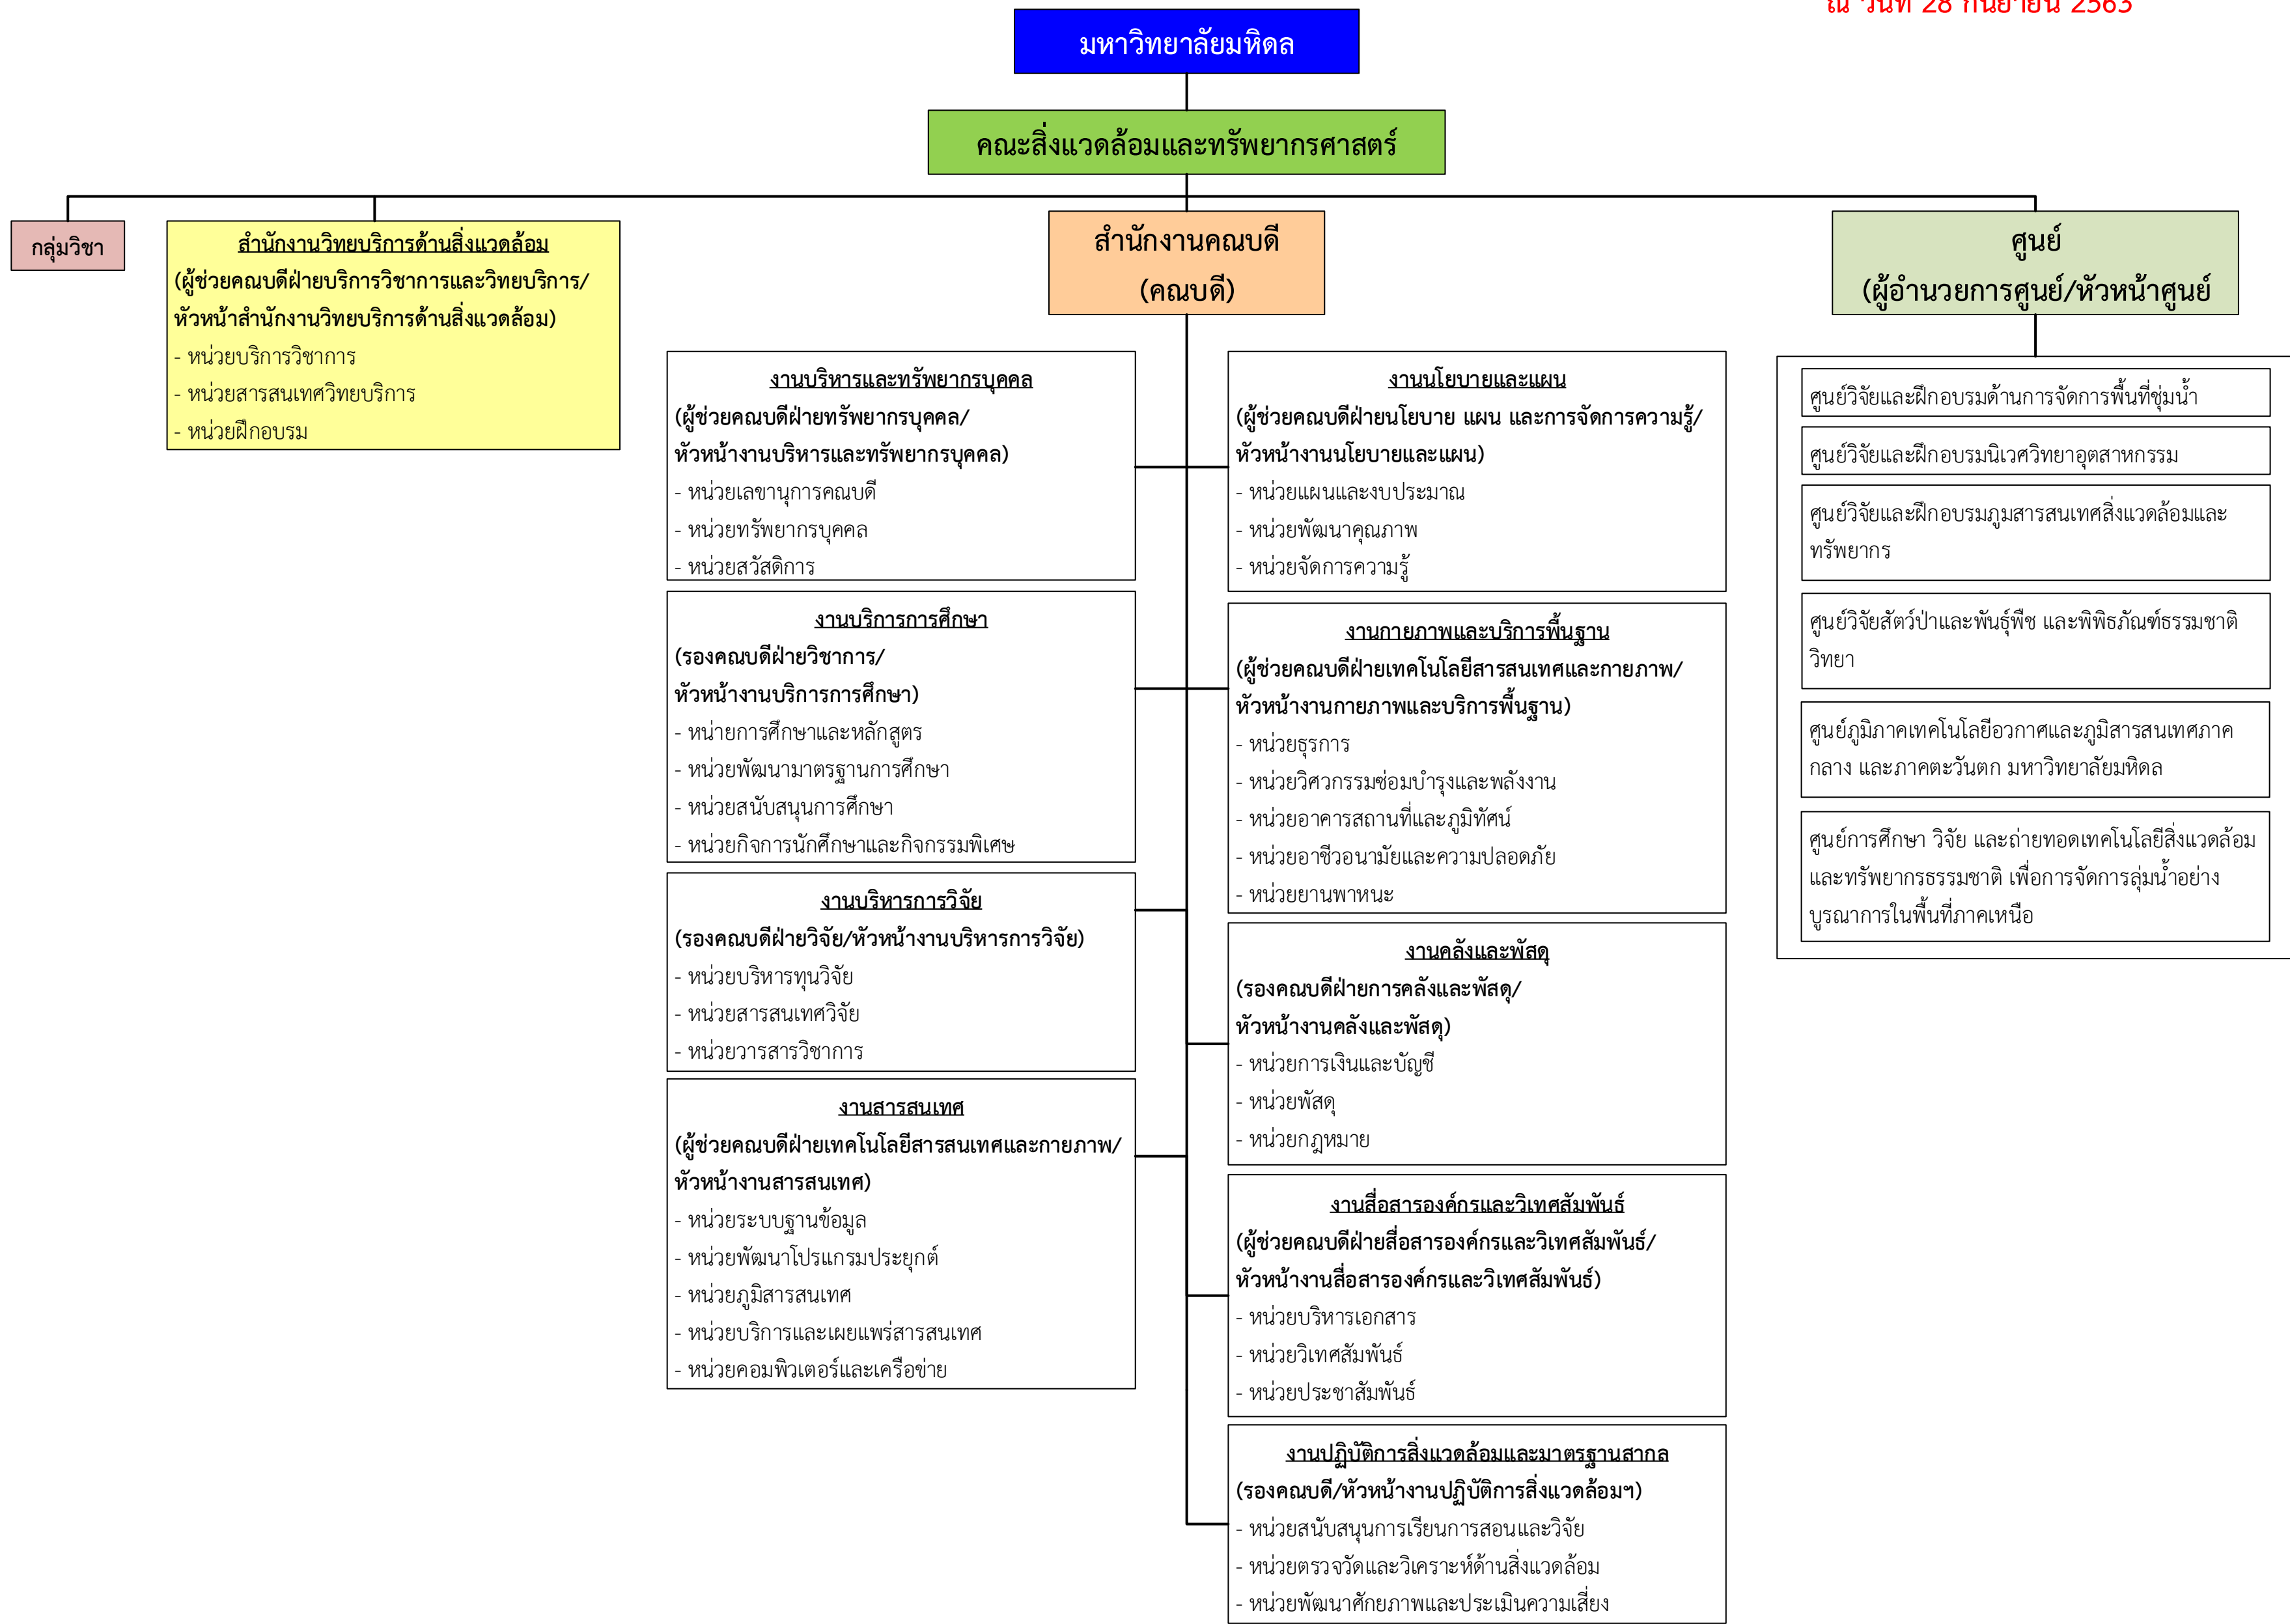 ณ วันที่ 28 กันยายน 2563
มหาวิทยาลัยมหิดล
คณะสิ่งแวดล้อมและทรัพยากรศาสตร์
กลุ่มวิชา
สำนักงานวิทยบริการด้านสิ่งแวดล้อม
(ผู้ช่วยคณบดีฝ่ายบริการวิชาการและวิทยบริการ/
หัวหน้าสำนักงานวิทยบริการด้านสิ่งแวดล้อม)
- หน่วยบริการวิชาการ
- หน่วยสารสนเทศวิทยบริการ
- หน่วยฝึกอบรม
สำนักงานคณบดี
(คณบดี)
งานบริหารและทรัพยากรบุคคล
(ผู้ช่วยคณบดีฝ่ายทรัพยากรบุคคล/
หัวหน้างานบริหารและทรัพยากรบุคคล)
- หน่วยเลขานุการคณบดี
- หน่วยทรัพยากรบุคคล
- หน่วยสวัสดิการ
งานบริการการศึกษา
(รองคณบดีฝ่ายวิชาการ/
หัวหน้างานบริการการศึกษา)
- หน่ายการศึกษาและหลักสูตร
- หน่วยพัฒนามาตรฐานการศึกษา
- หน่วยสนับสนุนการศึกษา
- หน่วยกิจการนักศึกษาและกิจกรรมพิเศษ
งานบริหารการวิจัย
(รองคณบดีฝ่ายวิจัย/หัวหน้างานบริหารการวิจัย)
- หน่วยบริหารทุนวิจัย
- หน่วยสารสนเทศวิจัย
- หน่วยวารสารวิชาการ
งานสารสนเทศ
(ผู้ช่วยคณบดีฝ่ายเทคโนโลยีสารสนเทศและกายภาพ/
หัวหน้างานสารสนเทศ)
- หน่วยระบบฐานข้อมูล
- หน่วยพัฒนาโปรแกรมประยุกต์
- หน่วยภูมิสารสนเทศ
- หน่วยบริการและเผยแพร่สารสนเทศ
- หน่วยคอมพิวเตอร์และเครือข่าย
งานนโยบายและแผน
(ผู้ช่วยคณบดีฝ่ายนโยบาย แผน และการจัดการความรู้/
หัวหน้างานนโยบายและแผน)
- หน่วยแผนและงบประมาณ
- หน่วยพัฒนาคุณภาพ
- หน่วยจัดการความรู้
งานกายภาพและบริการพื้นฐาน
(ผู้ช่วยคณบดีฝ่ายเทคโนโลยีสารสนเทศและกายภาพ/
หัวหน้างานกายภาพและบริการพื้นฐาน)
- หน่วยธุรการ
- หน่วยวิศวกรรมซ่อมบำรุงและพลังงาน
- หน่วยอาคารสถานที่และภูมิทัศน์
- หน่วยอาชีวอนามัยและความปลอดภัย
- หน่วยยานพาหนะ
งานคลังและพัสดุ
(รองคณบดีฝ่ายการคลังและพัสดุ/
หัวหน้างานคลังและพัสดุ)
- หน่วยการเงินและบัญชี
- หน่วยพัสดุ
- หน่วยกฎหมาย
งานสื่อสารองค์กรและวิเทศสัมพันธ์
(ผู้ช่วยคณบดีฝ่ายสื่อสารองค์กรและวิเทศสัมพันธ์/
หัวหน้างานสื่อสารองค์กรและวิเทศสัมพันธ์)
- หน่วยบริหารเอกสาร
- หน่วยวิเทศสัมพันธ์
- หน่วยประชาสัมพันธ์
งานปฏิบัติการสิ่งแวดล้อมและมาตรฐานสากล
(รองคณบดี/หัวหน้างานปฏิบัติการสิ่งแวดล้อมฯ)
- หน่วยสนับสนุนการเรียนการสอนและวิจัย
- หน่วยตรวจวัดและวิเคราะห์ด้านสิ่งแวดล้อม
- หน่วยพัฒนาศักยภาพและประเมินความเสี่ยง
ศูนย์
(ผู้อำนวยการศูนย์/หัวหน้าศูนย์
ศูนย์วิจัยและฝึกอบรมด้านการจัดการพื้นที่ชุ่มน้ำ
ศูนย์วิจัยและฝึกอบรมนิเวศวิทยาอุตสาหกรรม
ศูนย์วิจัยและฝึกอบรมภูมสารสนเทศสิ่งแวดล้อมและ
ทรัพยากร
ศูนย์วิจัยสัตว์ป่าและพันธุ์พืช และพิพิธภัณฑ์ธรรมชาติ
วิทยา
ศูนย์ภูมิภาคเทคโนโลยีอวกาศและภูมิสารสนเทศภาค
กลาง และภาคตะวันตก มหาวิทยาลัยมหิดล
ศูนย์การศึกษา วิจัย และถ่ายทอดเทคโนโลยีสิ่งแวดล้อม
และทรัพยากรธรรมชาติ เพื่อการจัดการลุ่มน้ำอย่าง
บูรณาการในพื้นที่ภาคเหนือ